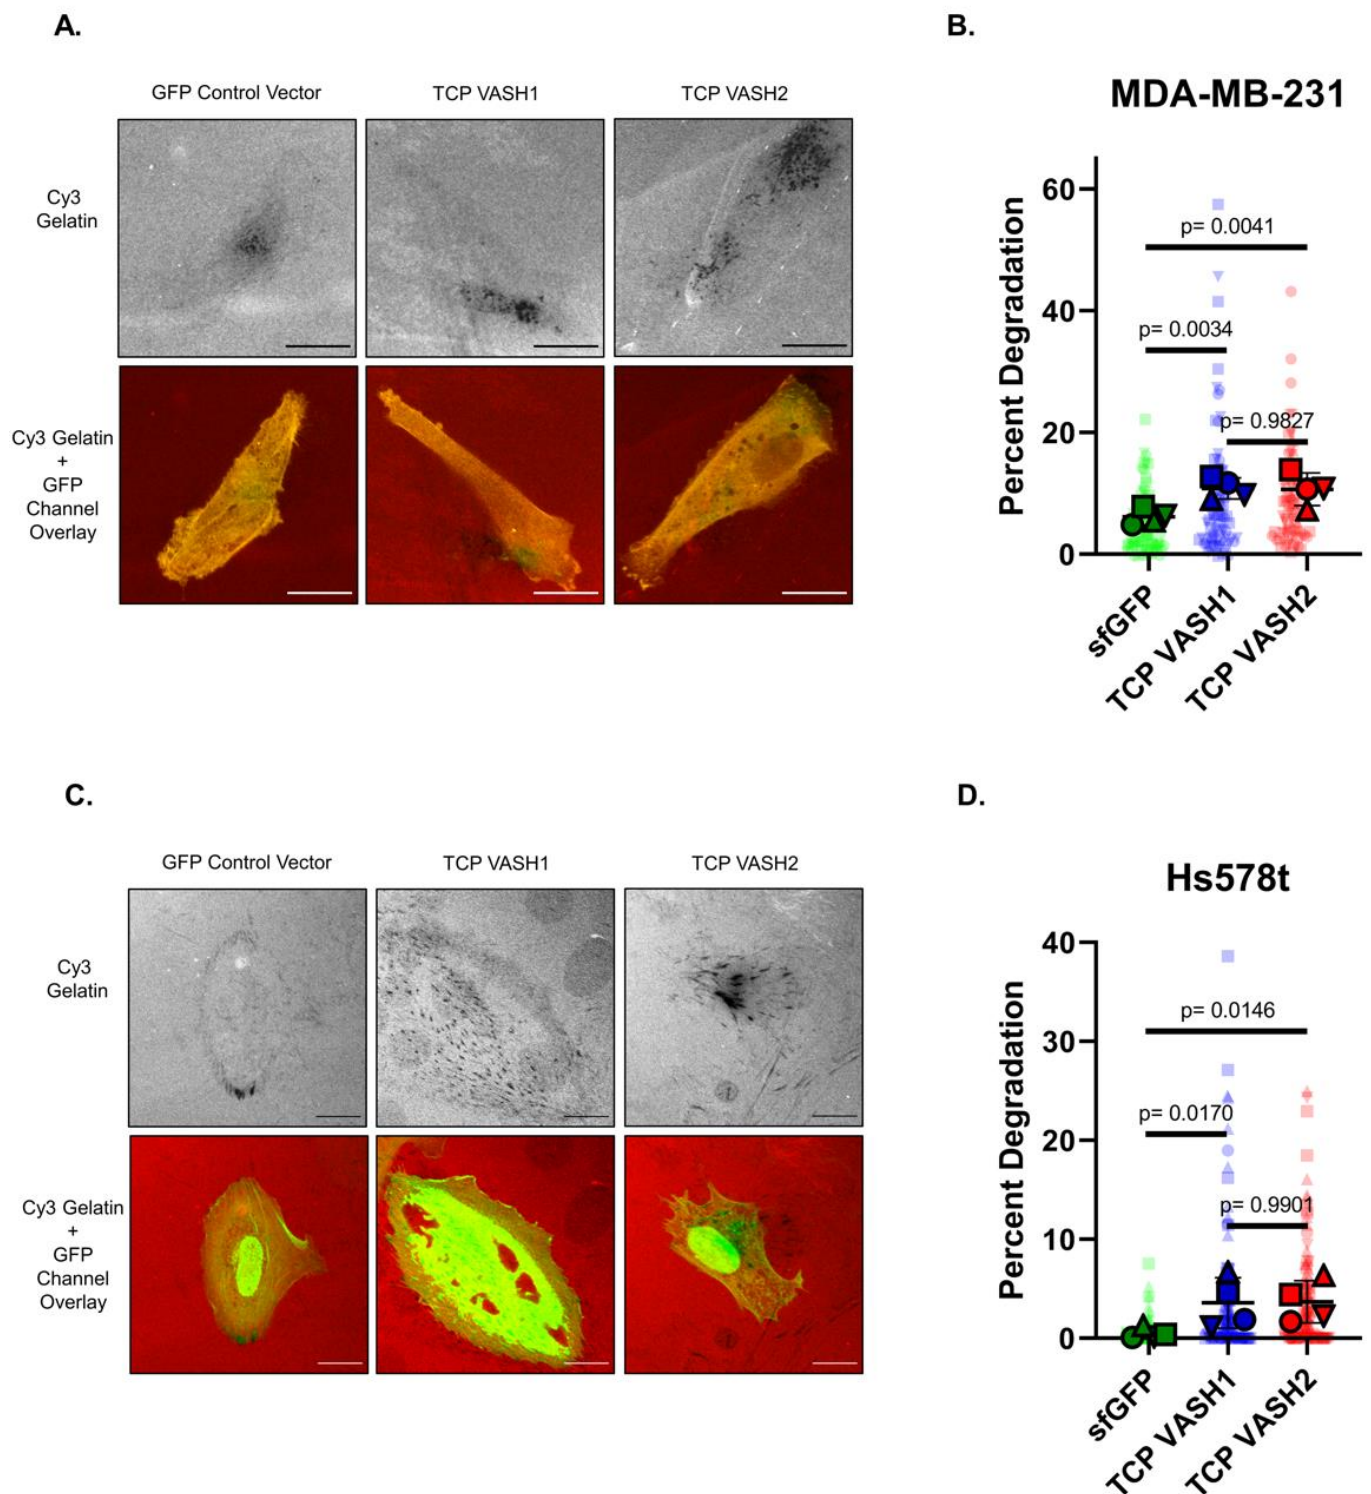 A.
GFP Control Vector
TCP VASH1
TCP VASH2
Cy3
Gelatin
Cy3 Gelatin
+
GFP
Channel
Overlay
B.
MDA-MB-231
Percent Degradation
60
40
20
0
p= 0.0041
p= 0.0034
p= 0.9827
sfGFP
TCP VASH1
TCP VASH2
C.
GFP Control Vector
TCP VASH1
TCP VASH2
Cy3
Gelatin
Cy3 Gelatin
+
GFP
Channel
Overlay
D.
Hs578t
Percent Degradation
40
30
20
10
0
p= 0.0146
p= 0.0170
p= 0.9901
sfGFP
TCP VASH1
TCP VASH2